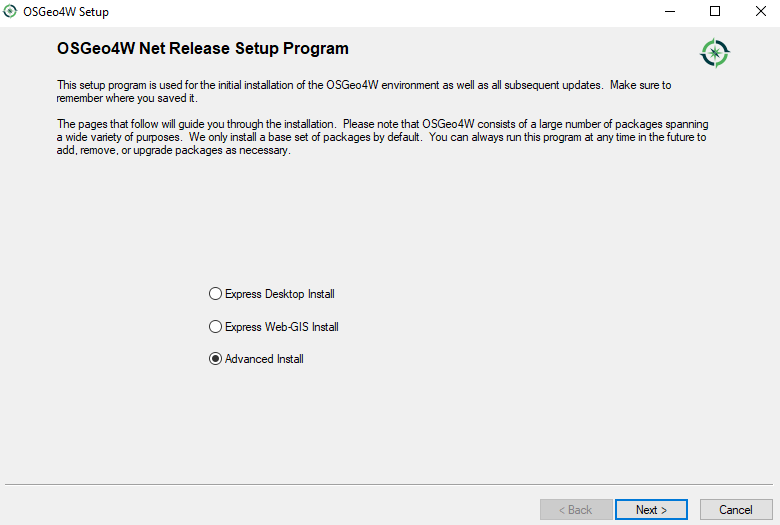 OSGeo4W Setup
OSGeo4W Net Release Setup Program
This setup program is used for the initial installation of the OSGeo4W environment as well as all subsequent updates.  Make sure to
remember where you saved it.
The pages that follow will guide you through the installation.  Please note that OSGeo4W consists of a large number of packages spanning
a wide variety of purposes.  We only install a base set of packages by default.  You can always run this program at any time in the future to
add, remove, or upgrade packages as necessary.
Express Desktop Install
Express Web-GIS Install
Advanced Install
< Back Next > Cancel